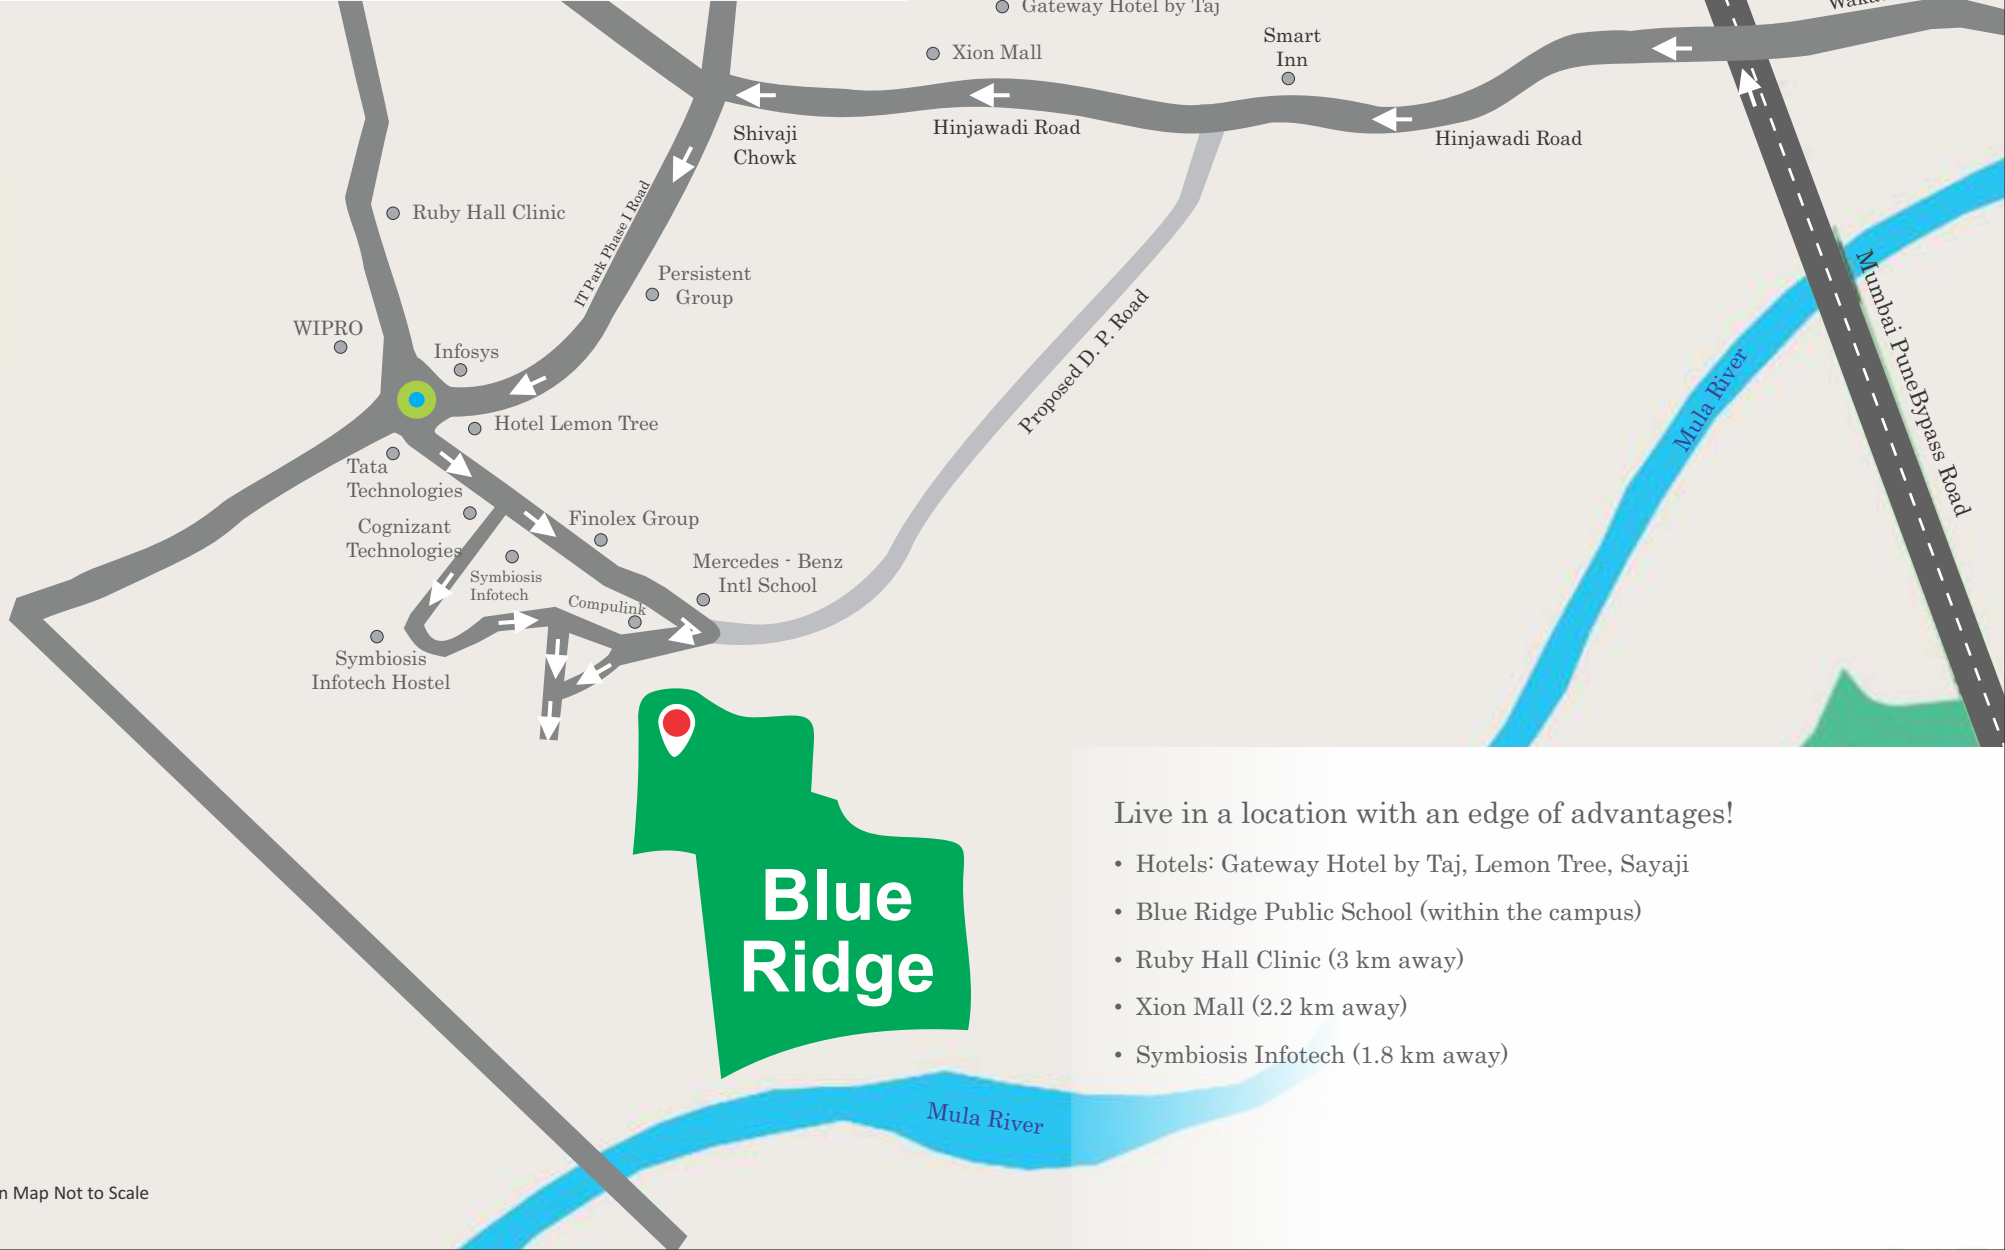 Gateway Hotel by Taj
Xion Mall
Smart
Inn
Shivaji
Chowk
Hinjawadi Road
Hinjawadi Road
Ruby Hall Clinic
IT Park Phase I Road
Persistent
Group
WIPRO
Infosys
Hotel Lemon Tree
Proposed D. P. Road
Mula River
Mumbai PuneBypass Road
Tata
Technologies
Cognizant
Technologies
Finolex Group
Symbiosis
Infotech
Compulink
Mercedes - Benz
Intl School
Symbiosis
Infotech Hostel
Blue
Ridge
Live in a location with an edge of advantages!
• Hotels: Gateway Hotel by Taj, Lemon Tree, Sayaji
• Blue Ridge Public School (within the campus)
• Ruby Hall Clinic (3 km away)
• Xion Mall (2.2 km away)
• Symbiosis Infotech (1.8 km away)
Mula River
n Map Not to Scale